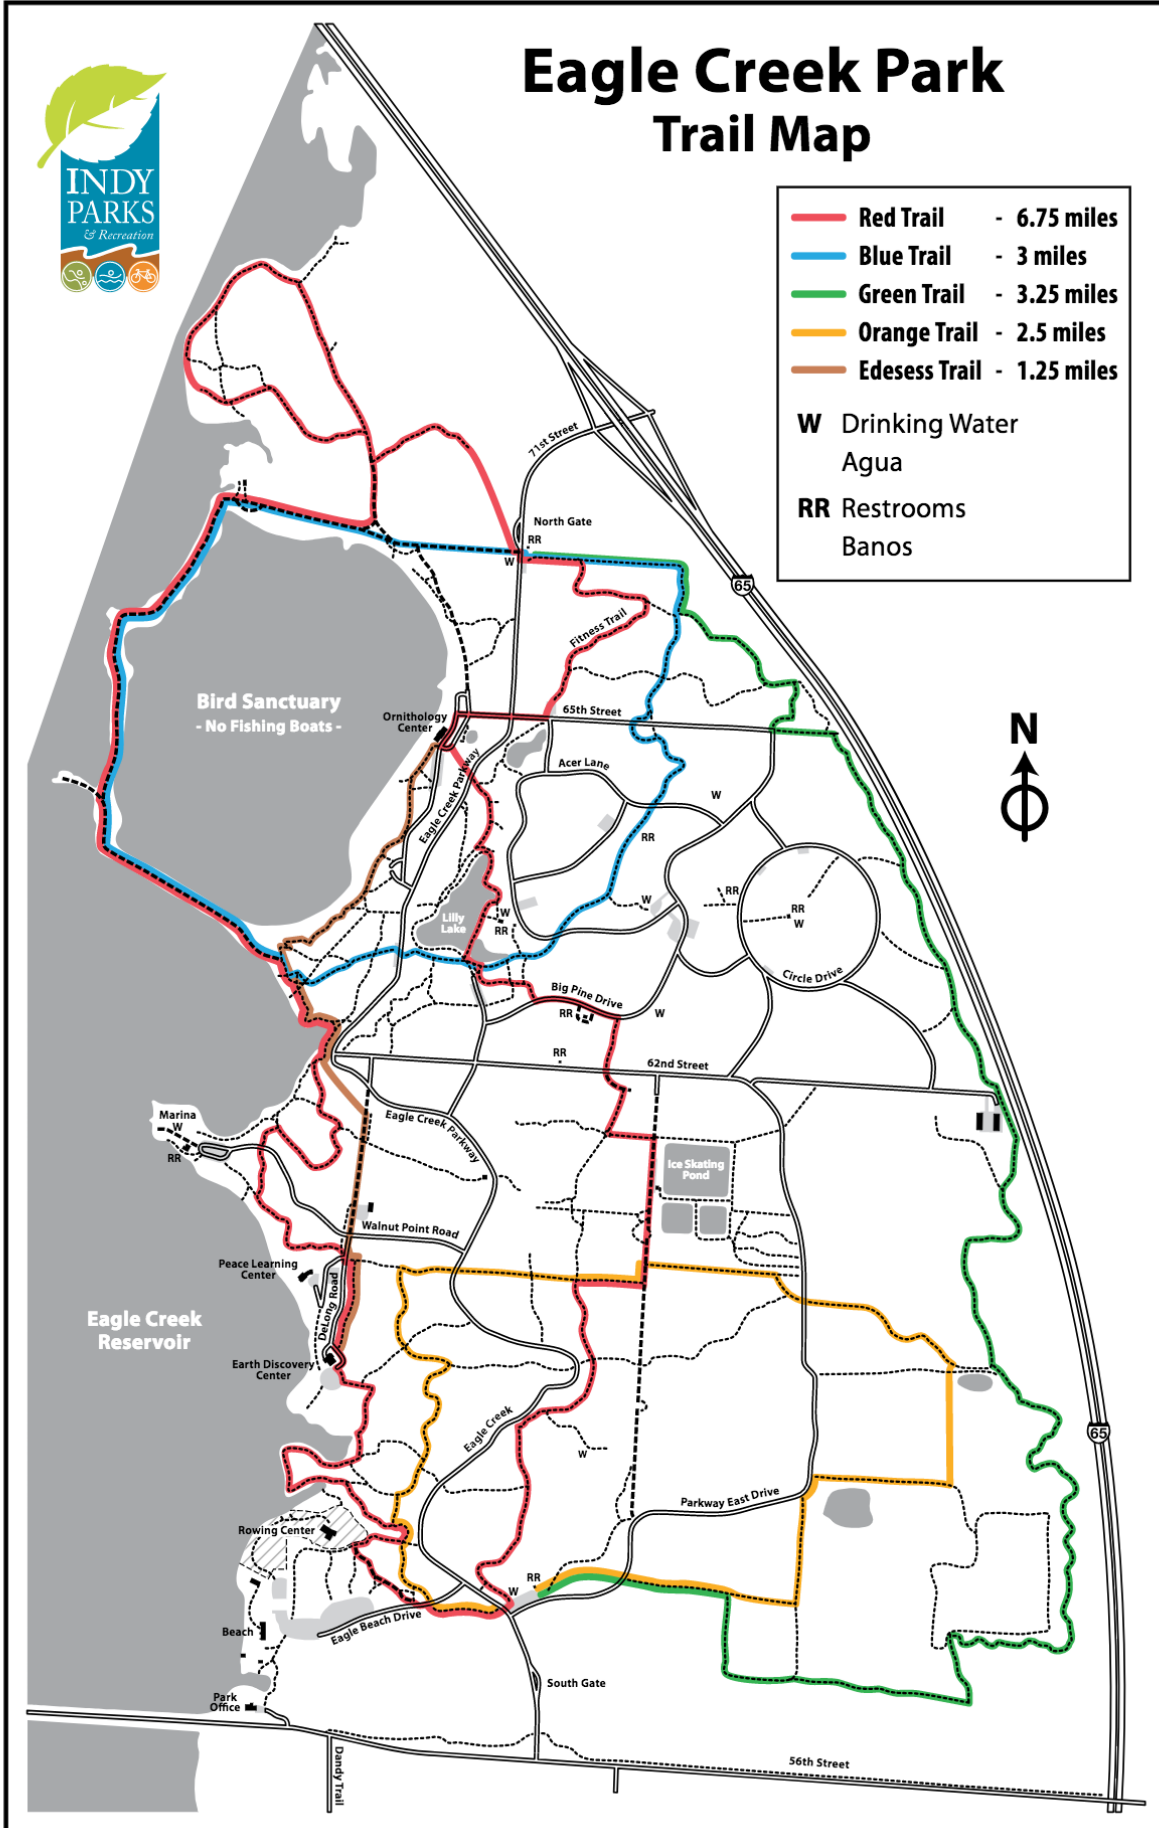 Eagle Creek Park
Trail Map
INDY
PARKS
& Recreation
Red Trail - 6.75 miles
Blue Trail - 3 miles
Green Trail - 3.25 miles
Orange Trail - 2.5 miles
Edesess Trail - 1.25 miles
W Drinking Water
Agua
RR Restrooms
Banos
71st Street
North Gate
RR
W
65
Fitness Trail
Bird Sanctuary
- No Fishing Boats -
Ornithology
Center
65th Street
N
Eagle Creek Parkway
Acer Lane
W
RR
RR
W
RR
W
Lilly
Lake
W
RR
Circle Drive
Big Pine Drive
RR
W
RR
62nd Street
Marina
W
RR
Eagle Creek
Parkway
Ice Skating
Pond
Walnut Point Road
Peace Learning
Center
DeLong Road
Eagle Creek
Reservoir
Earth Discovery
Center
Eagle Creek
W
65
Parkway East Drive
Rowing Center
RR
W
Eagle Beach Drive
Beach
South Gate
Park
Office
Dandy Trail
56th Street